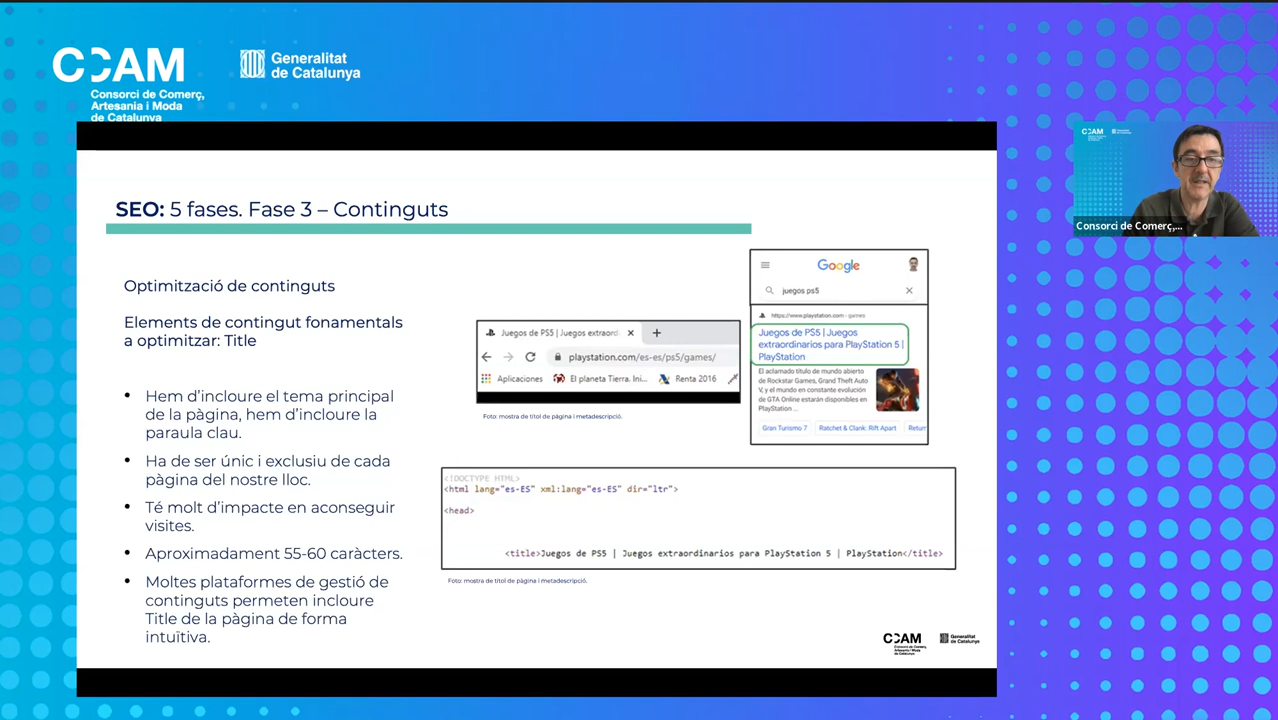 CCAM
Consorci de Comerç,
Artesania i Moda
de Catalunya
Generalitat
de Catalunya
SEO: 5 fases. Fase 3 – Continguts
Optimització de continguts
Elements de contingut fonamentals
a optimitzar: Title
• Hem d'incloure el tema principal
de la pàgina, hem d'incloure la
paraula clau.
• Ha de ser únic i exclusiu de cada
pàgina del nostre lloc.
• Té molt d'impacte en aconseguir
visites.
• Aproximadament 55-60 caràcters.
• Moltes plataformes de gestió de
continguts permeten incloure
Title de la pàgina de forma
intuïtiva.
Juegos de PS5 | Juegos extraord
playstation.com/es-es/ps5/games/
Aplicaciones
El planeta Tierra. Ini...
Renta 2016
Foto: mostra de títol de pàgina i metadescripció.
Google
juegos ps5
https://www.playstation.com › games
Juegos de PS5 | Juegos
extraordinarios para PlayStation 5 |
PlayStation
El aclamado título de mundo abierto
de Rockstar Games, Grand Theft Auto
V, y el mundo en constante evolución
de GTA Online estarán disponibles en
PlayStation ...
Gran Turismo 7
Ratchet & Clank: Rift Apart
Return
<!DOCTYPE HTML>
<html lang="es-ES" xml:lang="es-ES" dir="ltr">
<head>
<title>Juegos de PS5 | Juegos extraordinarios para PlayStation 5 | PlayStation</title>
Foto: mostra de títol de pàgina i metadescripció.
CCAM
Consorci de Comerç,
Artesania i Moda
de Catalunya
Generalitat
de Catalunya
CCAM
Consorci de Comerç,...